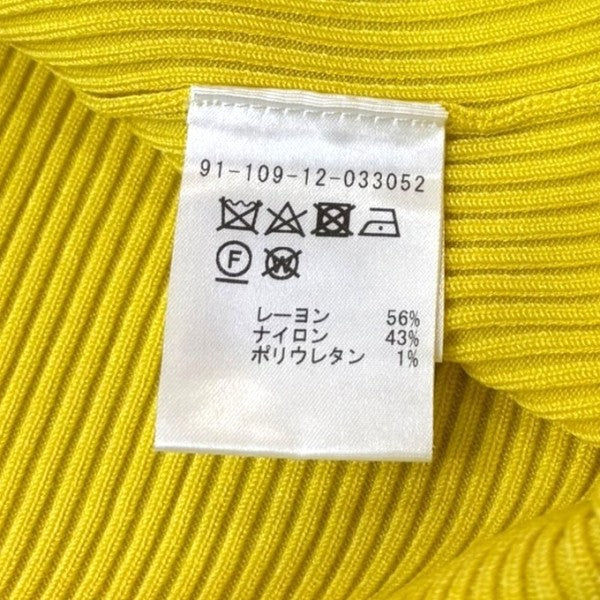 91-109-12-033052
F W
レーヨン 56%
ナイロン 43%
ポリウレタン 1%